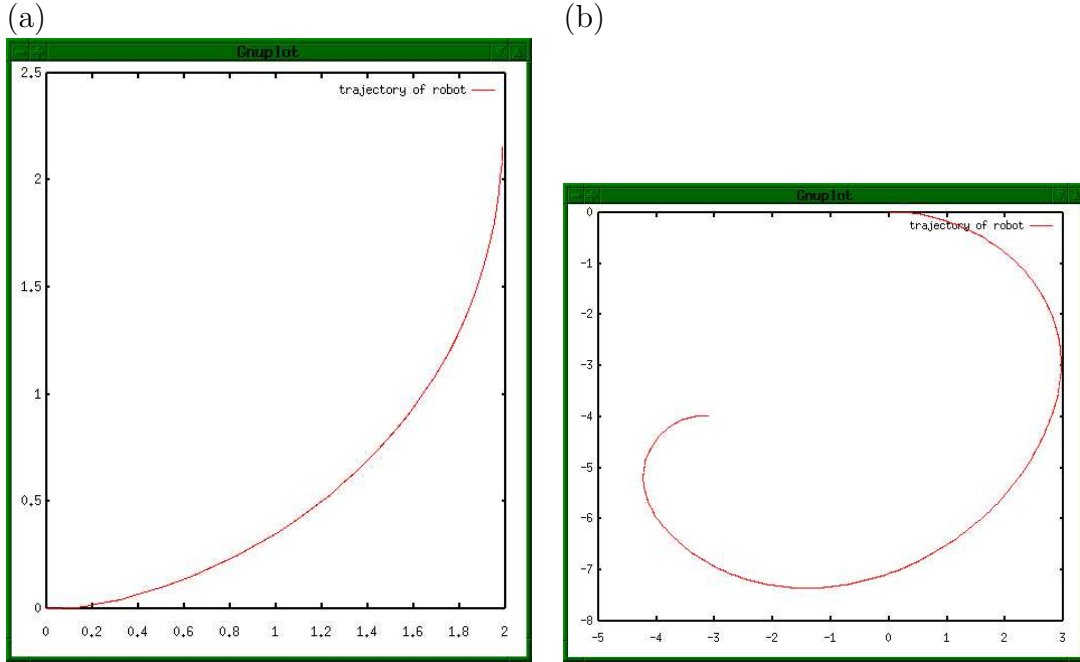 (a)
(b)
Gnuplot
2.5
trajectory of robot
2
1.5
1
0.5
0
0 0.2 0.4 0.6 0.8 1 1.2 1.4 1.6 1.8 2
Gnuplot
0
trajectory of robot
-1
-2
-3
-4
-5
-6
-7
-8
-5 -4 -3 -2 -1 0 1 2 3